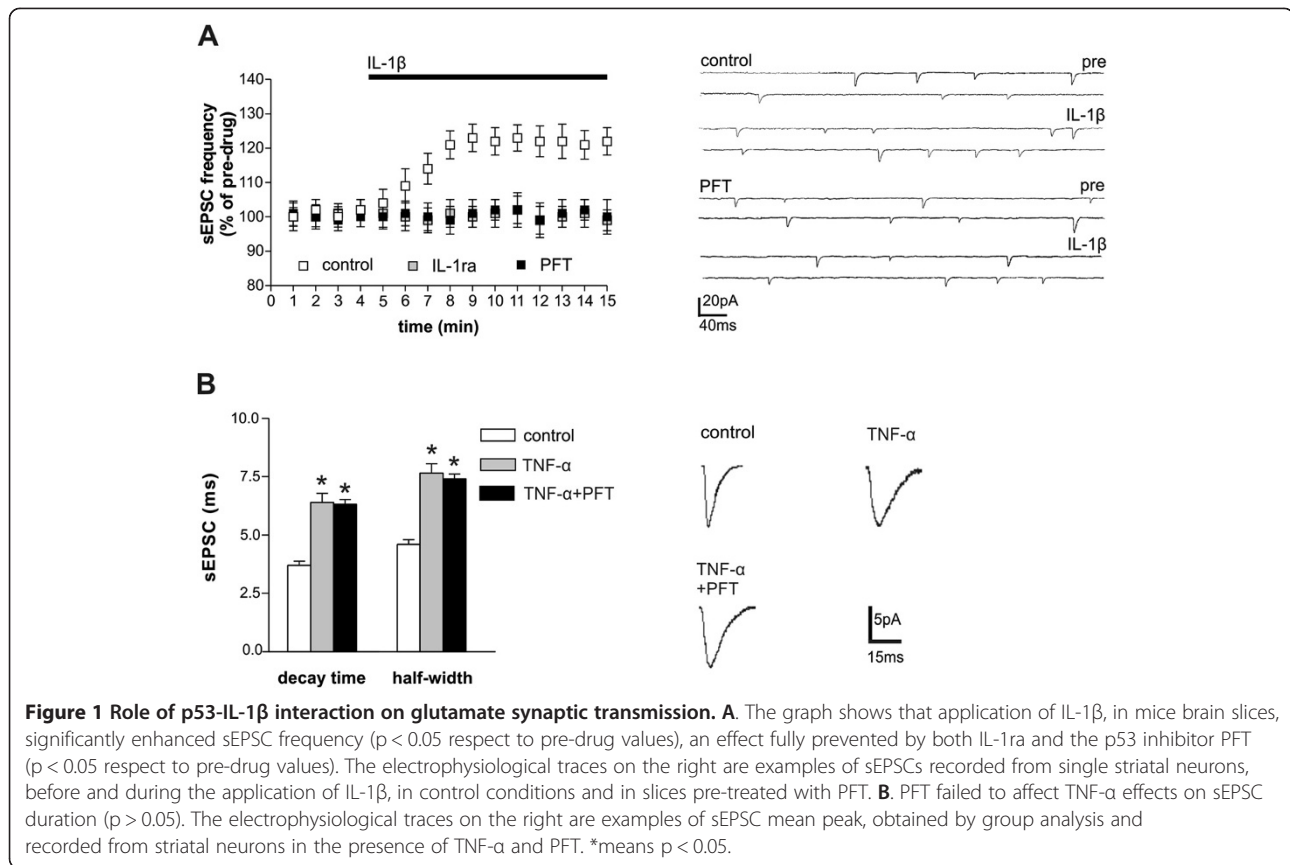 A
IL-1β
140
130
120
110
100
90
80
sEPSC frequency
(% of pre-drug)
control
IL-1ra
PFT
0 1 2 3 4 5 6 7 8 9 10 11 12 13 14 15
time (min)
control
pre
IL-1β
PFT
pre
IL-1β
20pA
40ms
B
10.0
7.5
5.0
2.5
0.0
sEPSC (ms)
* *
* *
control
TNF-α
TNF-α+PFT
decay time
half-width
control
TNF-α
TNF-α
+PFT
5pA
15ms
Figure 1 Role of p53-IL-1β interaction on glutamate synaptic transmission. A. The graph shows that application of IL-1β, in mice brain slices,
significantly enhanced sEPSC frequency (p < 0.05 respect to pre-drug values), an effect fully prevented by both IL-1ra and the p53 inhibitor PFT
(p < 0.05 respect to pre-drug values). The electrophysiological traces on the right are examples of sEPSCs recorded from single striatal neurons,
before and during the application of IL-1β, in control conditions and in slices pre-treated with PFT. B. PFT failed to affect TNF-α effects on sEPSC
duration (p > 0.05). The electrophysiological traces on the right are examples of sEPSC mean peak, obtained by group analysis and
recorded from striatal neurons in the presence of TNF-α and PFT. *means p < 0.05.